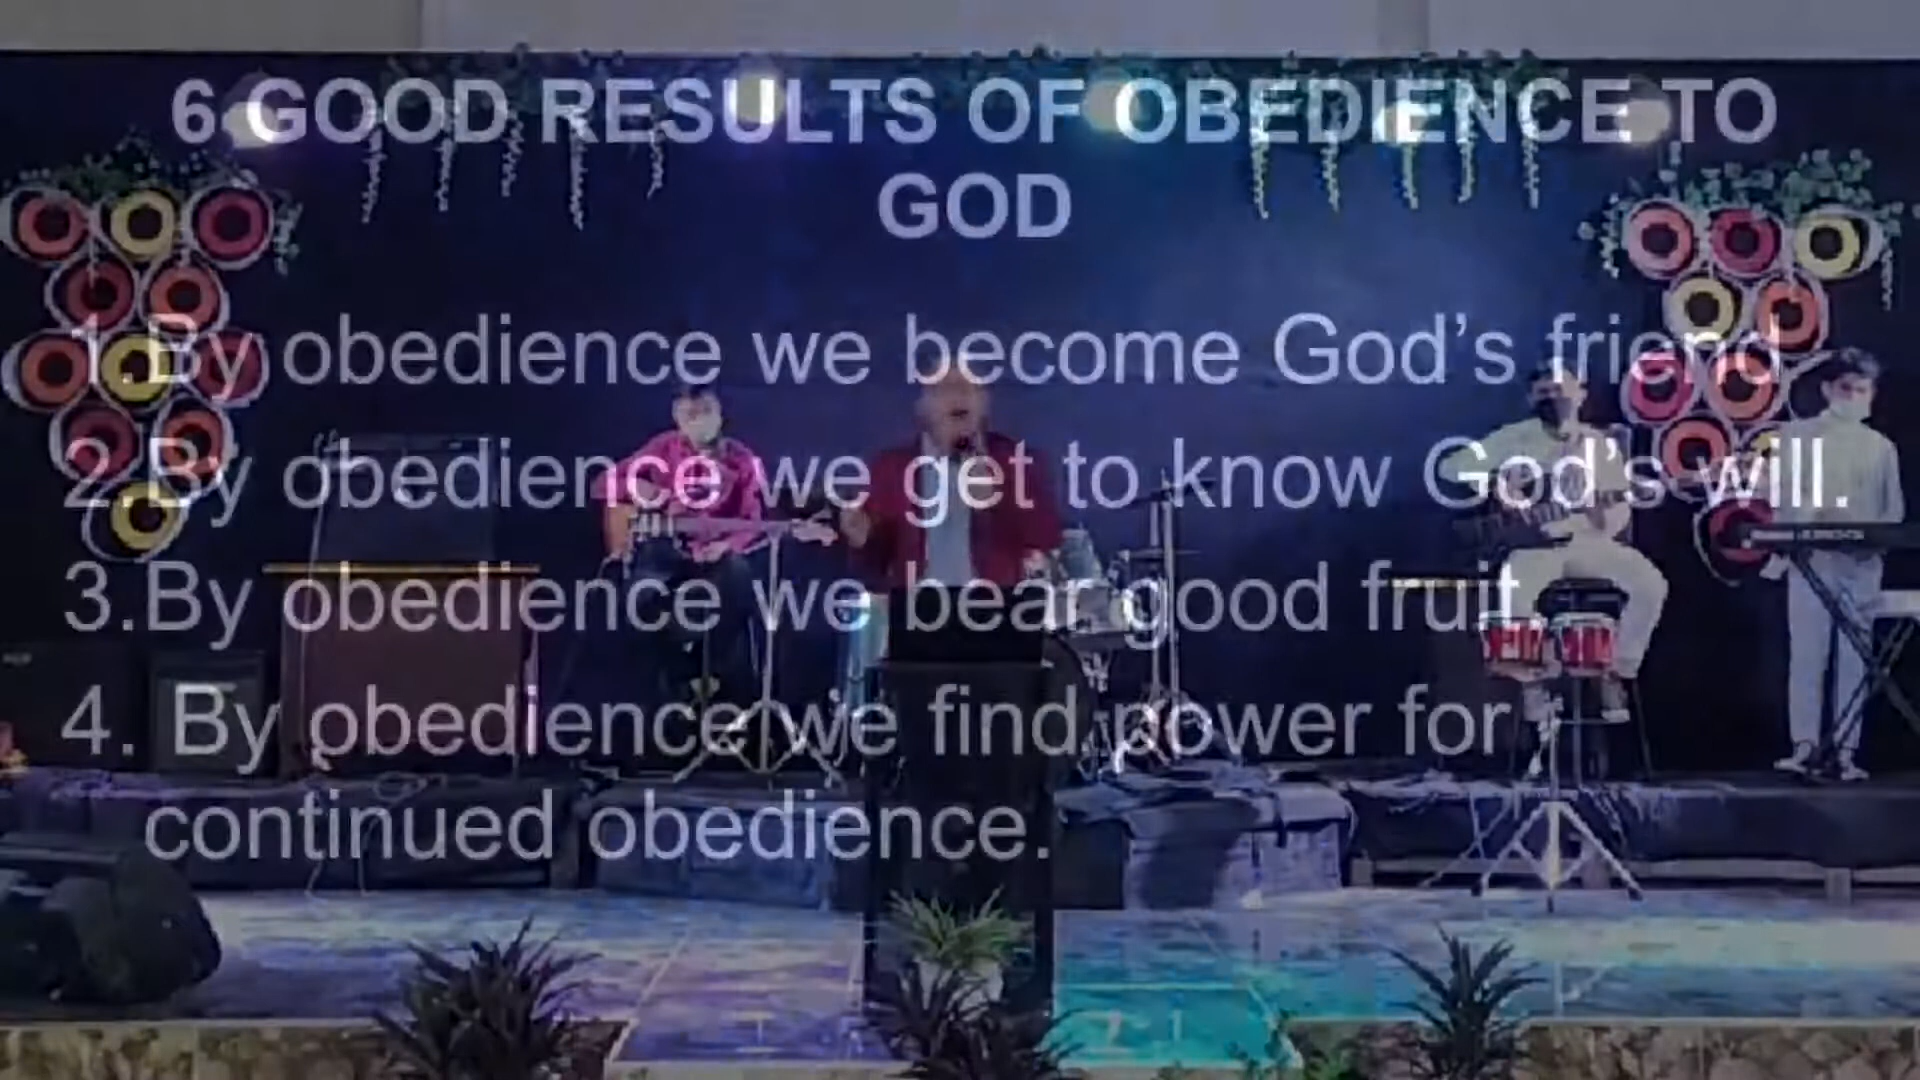 6 GOOD RESULTS OF OBEDIENCE TO
GOD
1.By obedience we become God's friend
2.By obedience we get to know God's will.
3.By obedience we bear good fruit.
4. By obedience we find power for
continued obedience.